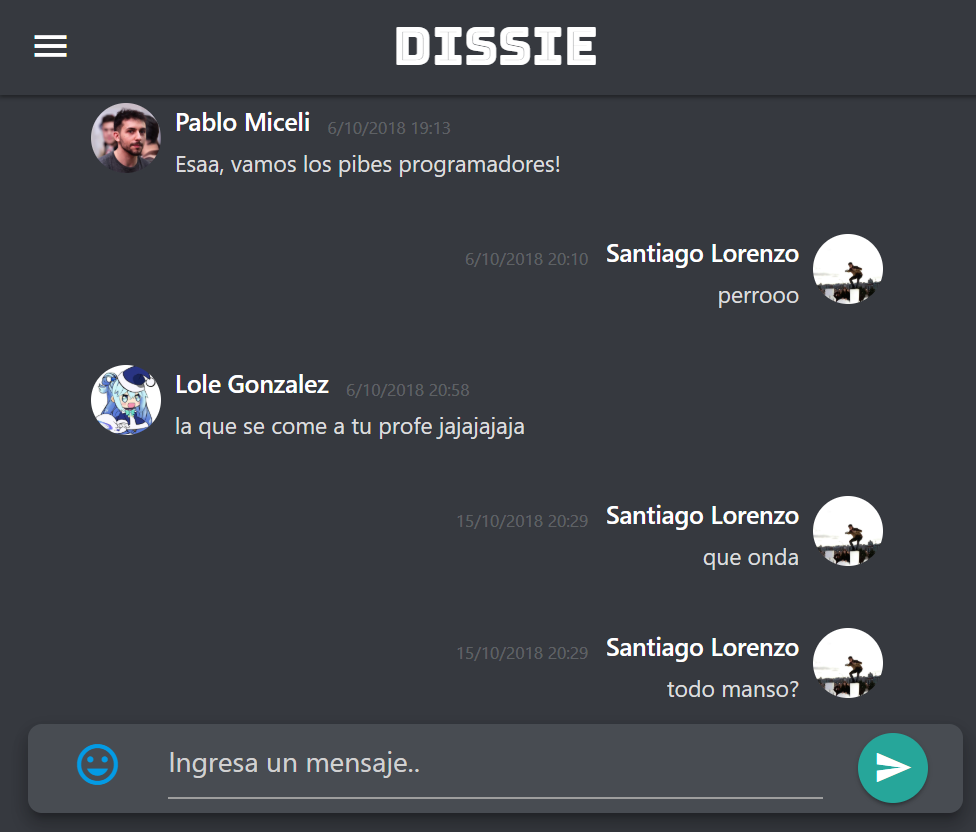 DISSIE
Pablo Miceli 6/10/2018 19:13
Esaa, vamos los pibes programadores!
6/10/2018 20:10 Santiago Lorenzo
perrooo
Lole Gonzalez 6/10/2018 20:58
la que se come a tu profe jajajajaja
15/10/2018 20:29 Santiago Lorenzo
que onda
15/10/2018 20:29 Santiago Lorenzo
todo manso?
Ingresa un mensaje..